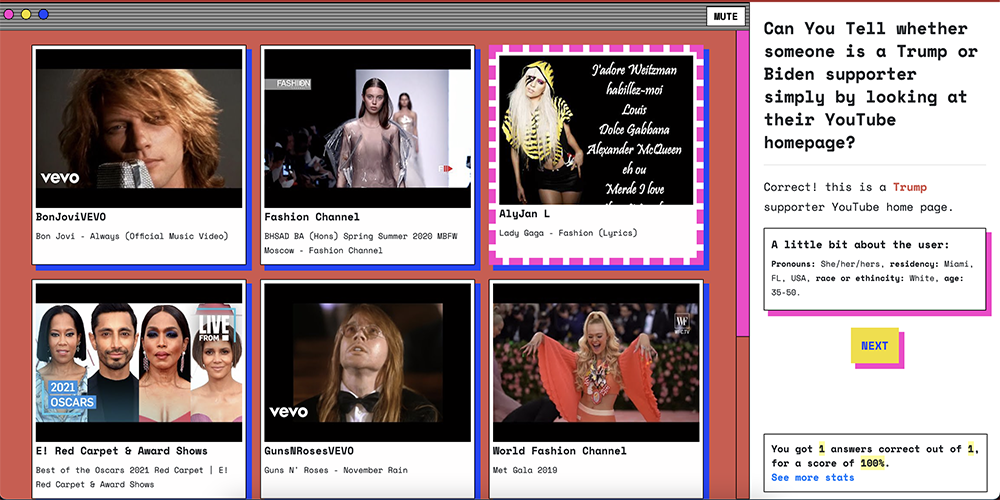 MUTE
FASHION
vevo
BonJoviVEVO
Bon Jovi - Always (Official Music Video)
Fashion Channel
BHSAD BA (Hons) Spring Summer 2020 MBFW
Moscow - Fashion Channel
J'adore Weitzman
habillez-moi
Louis
Dolce Gabbana
Alexander McQueen
eh ou
Merde I love
AlyJan L
Lady Gaga - Fashion (Lyrics)
LIVE
FROM E!
2021
OSCARS
E! Red Carpet & Award Shows
Best of the Oscars 2021 Red Carpet | E!
Red Carpet & Award Shows
vevo
GunsNRosesVEVO
Guns N' Roses - November Rain
WF
WFC.TV
World Fashion Channel
Met Gala 2019
Can You Tell whether
someone is a Trump or
Biden supporter
simply by looking at
their YouTube
homepage?
Correct! this is a Trump
supporter YouTube home page.
A little bit about the user:
Pronouns: She/her/hers, residency: Miami,
FL, USA, race or ethincity: White, age:
35-50.
NEXT
You got 1 answers correct out of 1,
for a score of 100%.
See more stats